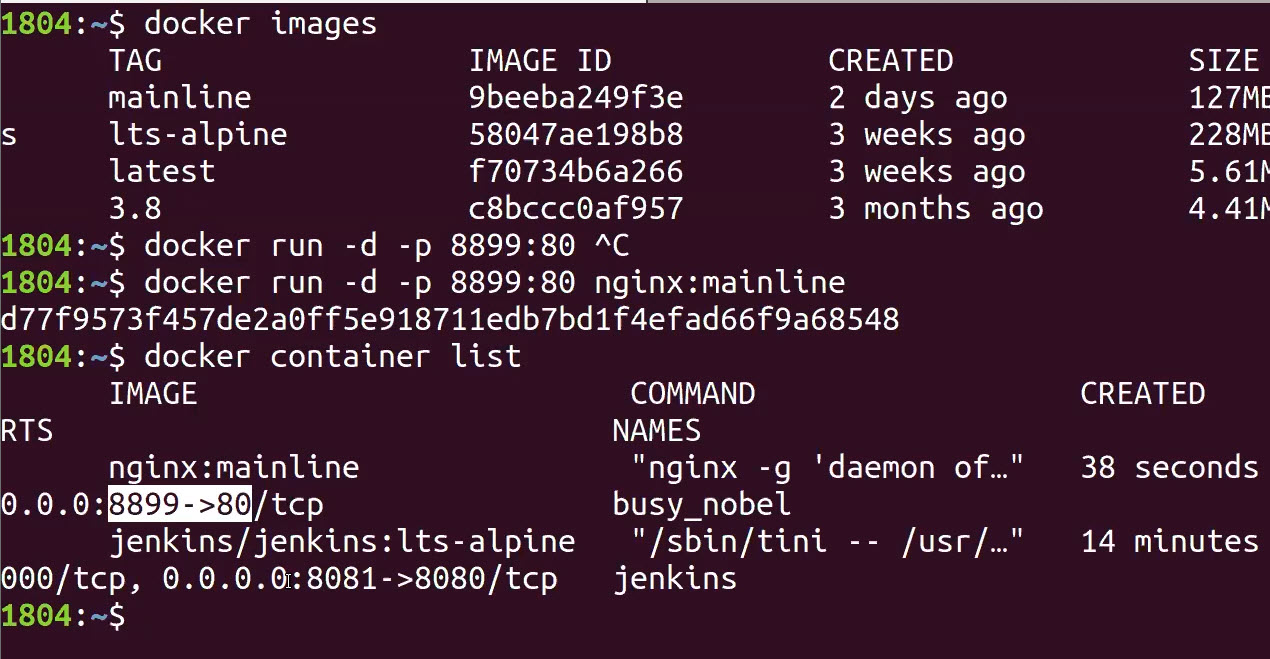 1804:~$ docker images
TAG IMAGE ID CREATED SIZE
mainline 9beeba249f3e 2 days ago 127MB
s lts-alpine 58047ae198b8 3 weeks ago 228MB
latest f70734b6a266 3 weeks ago 5.61M
3.8 c8bccc0af957 3 months ago 4.41M
1804:~$ docker run -d -p 8899:80 ^C
1804:~$ docker run -d -p 8899:80 nginx:mainline
d77f9573f457de2a0ff5e918711edb7bd1f4efad66f9a68548
1804:~$ docker container list
IMAGE COMMAND CREATED
RTS NAMES
nginx:mainline "nginx -g 'daemon of…" 38 seconds
0.0.0:8899->80/tcp busy_nobel
jenkins/jenkins:lts-alpine "/sbin/tini -- /usr/…" 14 minutes
000/tcp, 0.0.0.0:8081->8080/tcp jenkins
1804:~$